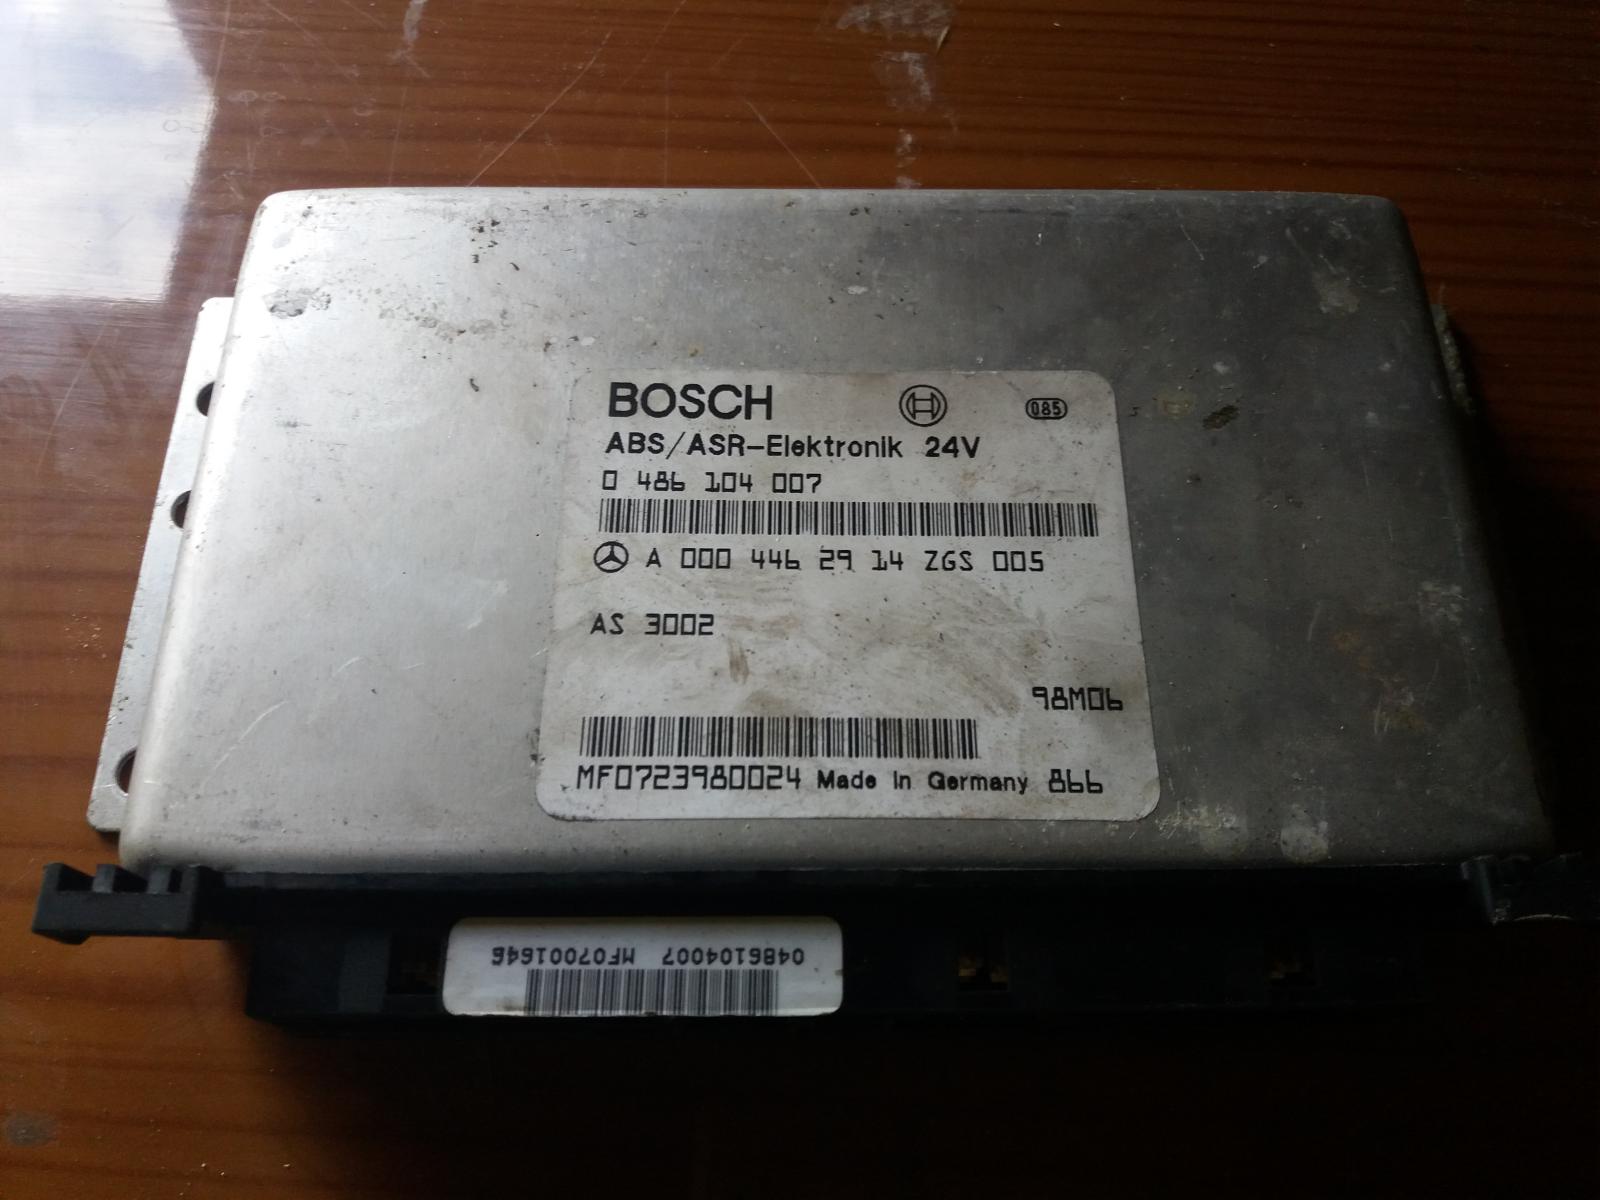 BOSCH 085
ABS/ASR-Elektronik 24V
0 486 104 007
A 000 446 29 14 ZGS 005
AS 3002
98M06
MF0723980024 Made in Germany 866
0486104007 MF07001646